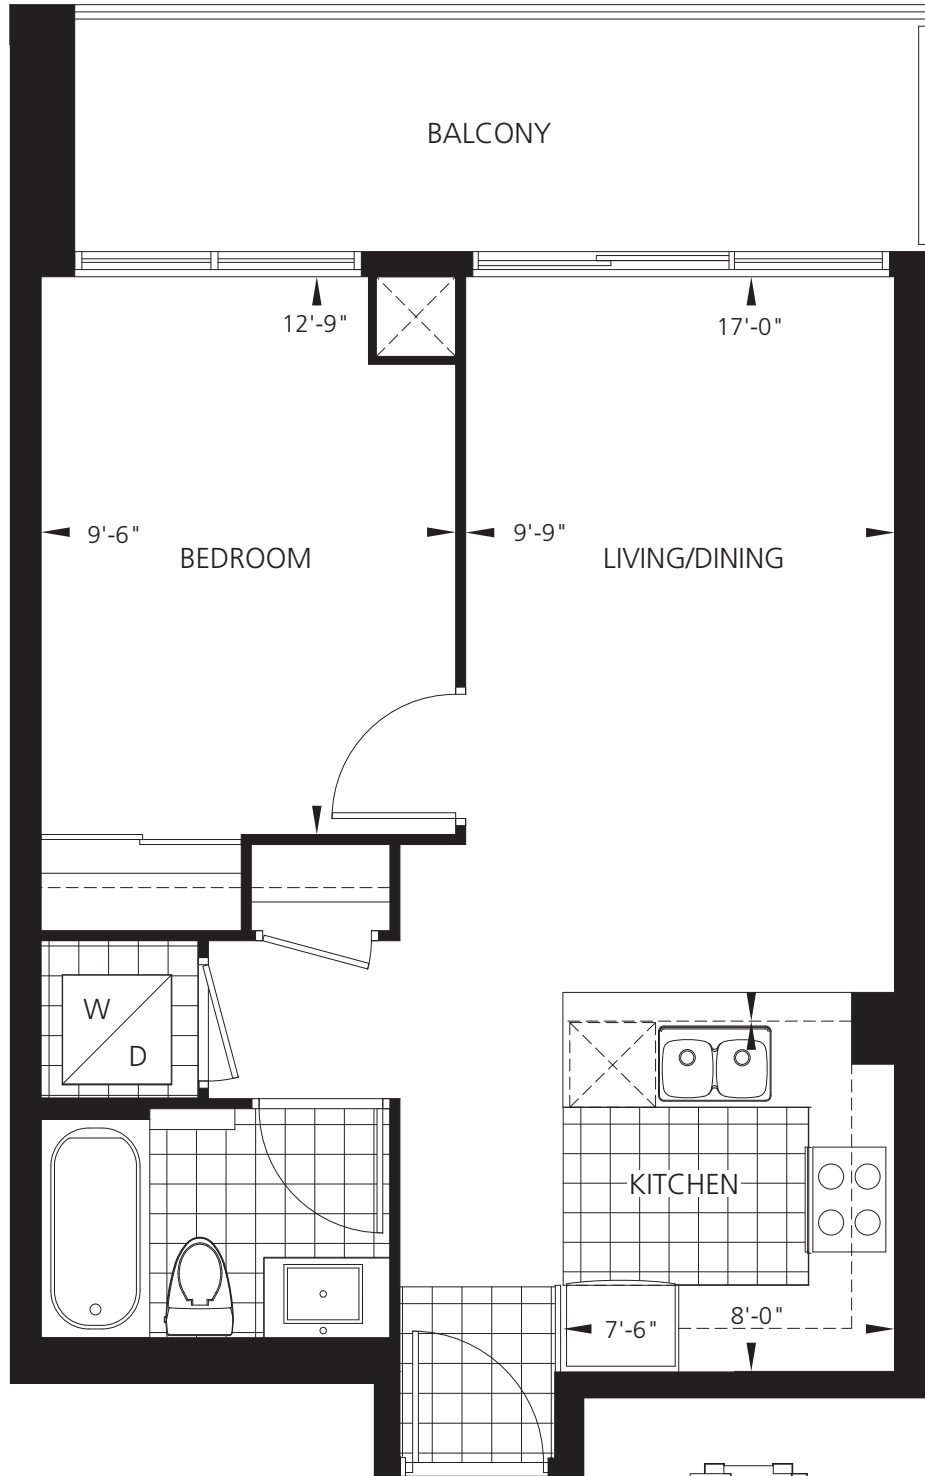 BALCONY
12'-9"
17'-0"
9'-6"
9'-9"
BEDROOM
LIVING/DINING
W
D
KITCHEN
7'-6"
8'-0"